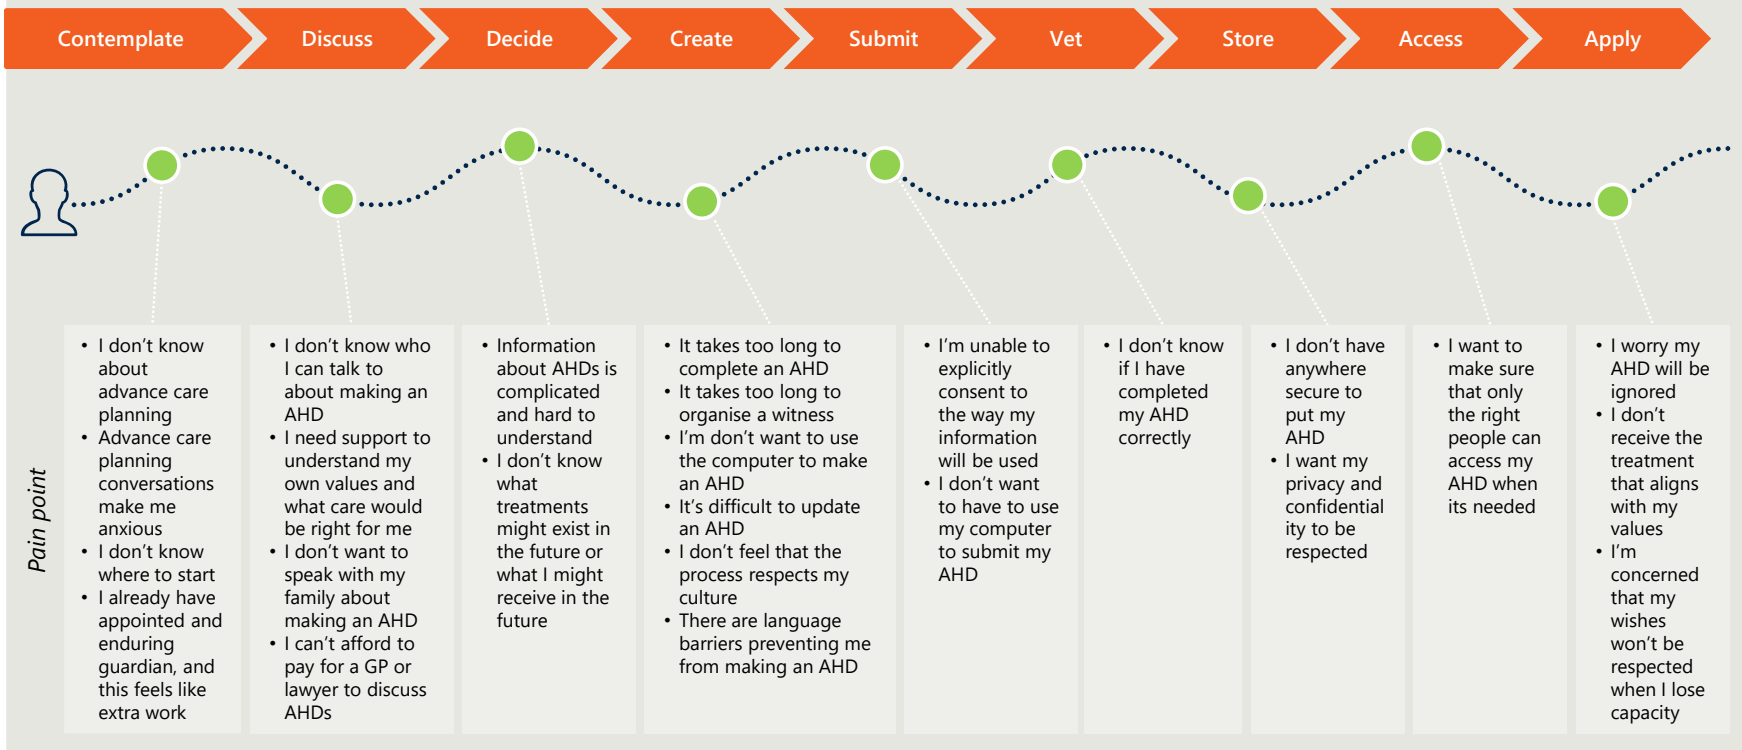 Contemplate
Discuss
Decide
Create
Submit
Vet
Store
Access
Apply
Pain point
• I don't know
about
advance care
planning
• Advance care
planning
conversations
make me
anxious
• I don't know
where to start
• I already have
appointed and
enduring
guardian, and
this feels like
extra work
• I don't know who
I can talk to
about making an
AHD
• I need support to
understand my
own values and
what care would
be right for me
• I don't want to
speak with my
family about
making an AHD
• I can't afford to
pay for a GP or
lawyer to discuss
AHDs
• Information
about AHDs is
complicated
and hard to
understand
• I don't know
what
treatments
might exist in
the future or
what I might
receive in the
future
• It takes too long to
complete an AHD
• It takes too long to
organise a witness
• I'm don't want to use
the computer to make
an AHD
• It's difficult to update
an AHD
• I don't feel that the
process respects my
culture
• There are language
barriers preventing me
from making an AHD
• I'm unable to
explicitly
consent to
the way my
information
will be used
• I don't want
to have to use
my computer
to submit my
AHD
• I don't know
if I have
completed
my AHD
correctly
• I don't have
anywhere
secure to
put my
AHD
• I want my
privacy and
confidential
ity to be
respected
• I want to
make sure
that only
the right
people can
access my
AHD when
its needed
• I worry my
AHD will be
ignored
• I don't
receive the
treatment
that aligns
with my
values
• I'm
concerned
that my
wishes
won't be
respected
when I lose
capacity